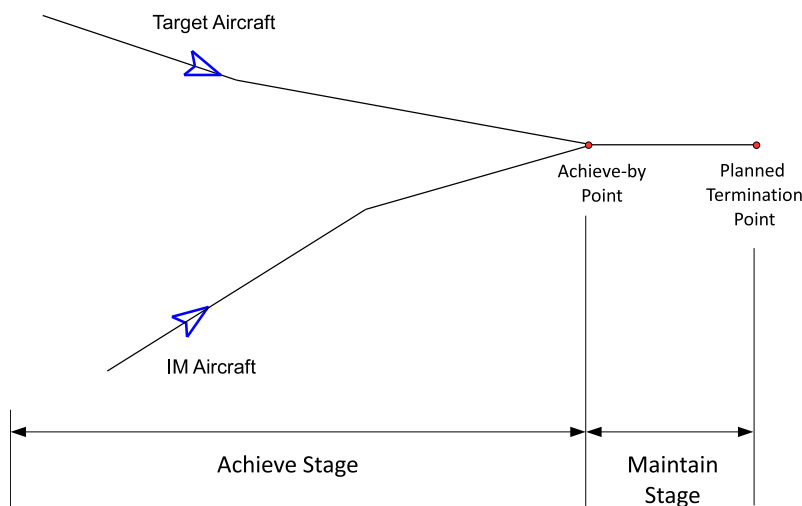 Target Aircraft
Achieve-by
Point
Planned
Termination
Point
IM Aircraft
Achieve Stage
Maintain
Stage